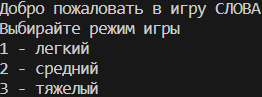 Добро пожаловать в игру СЛОВА
Выбирайте режим игры
1 - легкий
2 - средний
3 - тяжелый